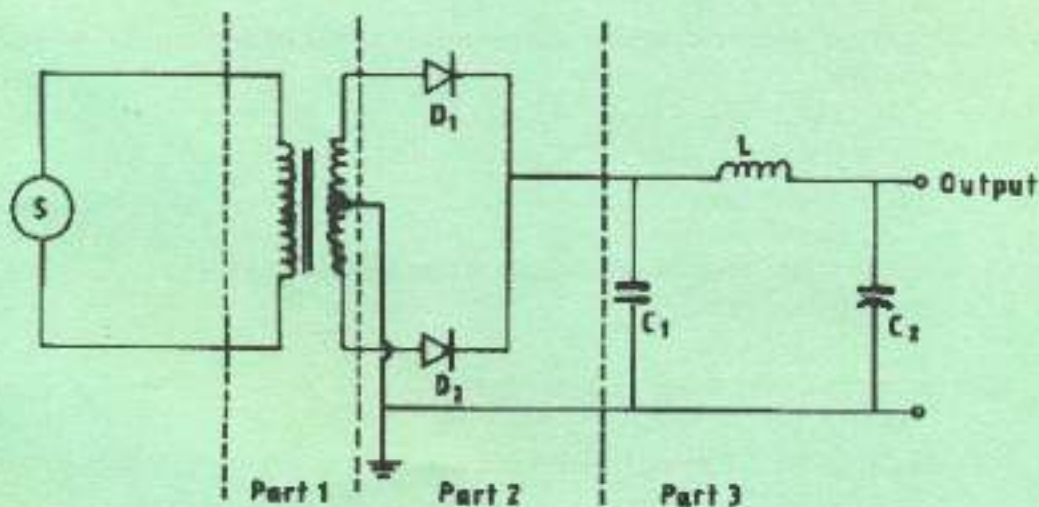 D₁
L
S
Output
C₁
C₂
D₂
Part 1
Part 2
Part 3